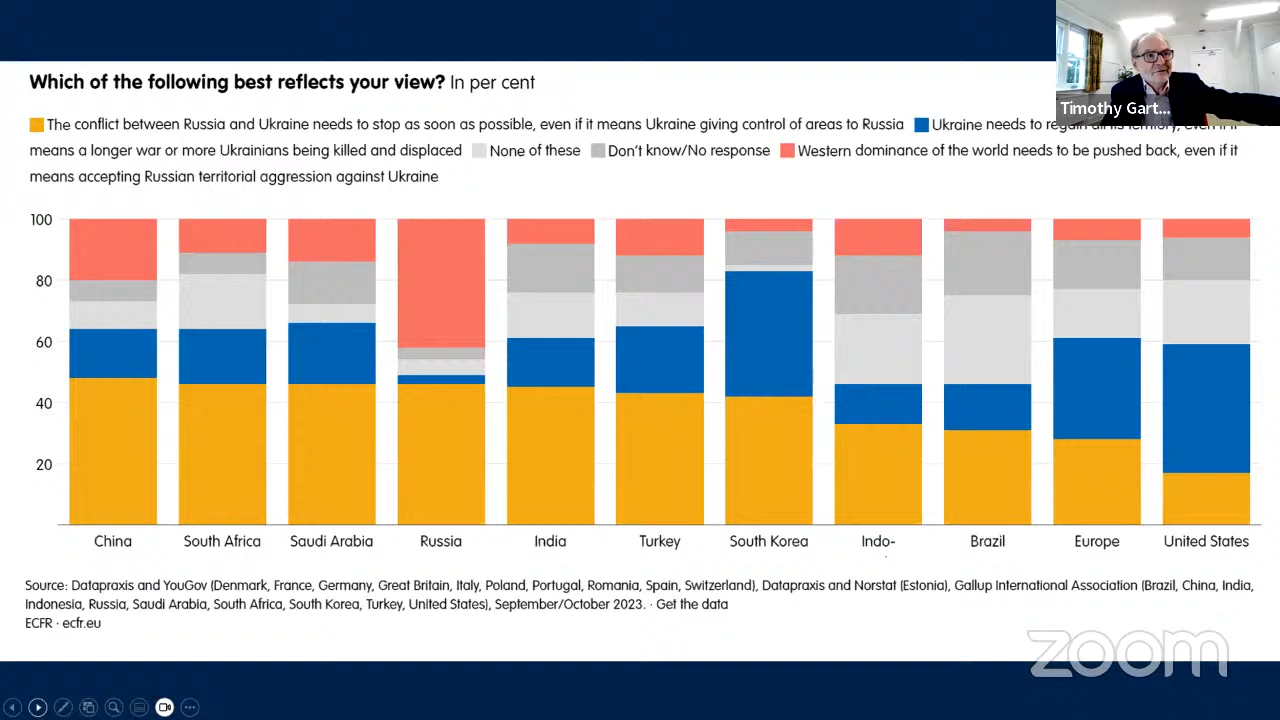 Which of the following best reflects your view? In per cent
Timothy Gart...
The conflict between Russia and Ukraine needs to stop as soon as possible, even if it means Ukraine giving control of areas to Russia Ukraine needs to regain all its territory, even if it
means a longer war or more Ukrainians being killed and displaced None of these Don't know/No response Western dominance of the world needs to be pushed back, even if it
means accepting Russian territorial aggression against Ukraine
100
80
60
40
20
China South Africa Saudi Arabia Russia India Turkey South Korea Indo- Brazil Europe United States
Source: Datapraxis and YouGov (Denmark, France, Germany, Great Britain, Italy, Poland, Portugal, Romania, Spain, Switzerland), Datapraxis and Norstat (Estonia), Gallup International Association (Brazil, China, India,
Indonesia, Russia, Saudi Arabia, South Africa, South Korea, Turkey, United States), September/October 2023. · Get the data
ECFR · ecfr.eu
zoom